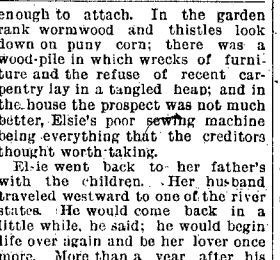 enough to attach. In the garden
rank wormwood and thistles look
down on puny corn; there was a
wood-pile in which wrecks of furni-
ture and the refuse of recent car-
pentry lay in a tangled heap; and in
the house the prospect was not much
better, Elsie's poor sewing machine
being everything that the creditors
thought worth taking.
Elsie went back to her father's
with the children. Her husband
traveled westward to one of the river
states. He would come back in a
little while, he said; he would begin
life over again and be her lover once
more. More than a year after his